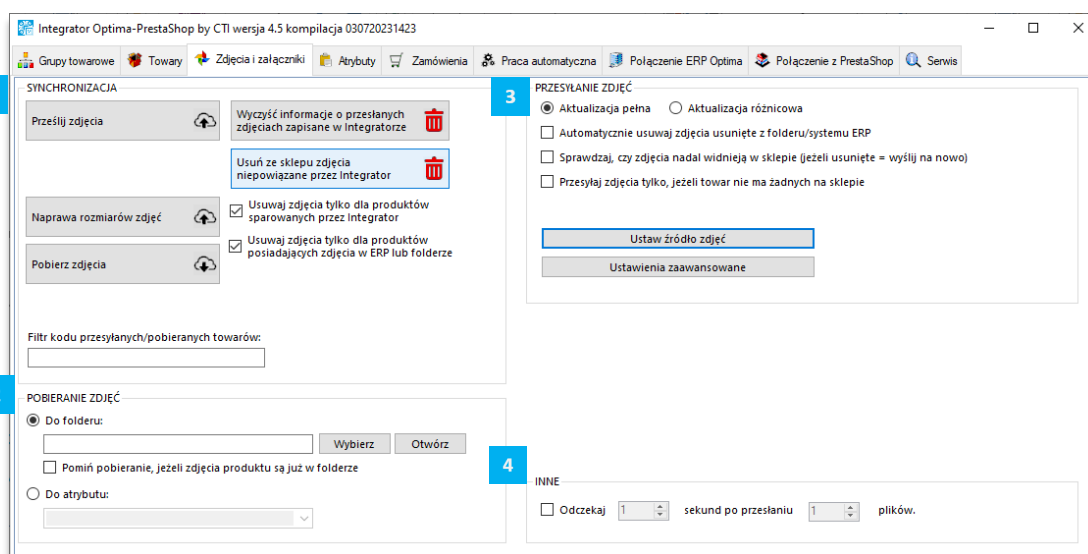 Integrator Optima-PrestaShop by CTI wersja 4.5 kompilacja 030720231423
Grupy towarowe Towary Zdjęcia i załączniki Atrybuty Zamówienia Praca automatyczna Połączenie ERP Optima Połączenie z PrestaShop Serwis
SYNCHRONIZACJA
Prześlij zdjęcia
Wyczyść informacje o przesłanych
zdjęciach zapisane w Integratorze
Usuń ze sklepu zdjęcia
niepowiązane przez Integrator
Naprawa rozmiarów zdjęć
Usuwaj zdjęcia tylko dla produktów
sparowanych przez Integrator
Usuwaj zdjęcia tylko dla produktów
posiadających zdjęcia w ERP lub folderze
Pobierz zdjęcia
Filtr kodu przesyłanych/pobieranych towarów:
3
PRZESYŁANIE ZDJĘĆ
Aktualizacja pełna Aktualizacja różnicowa
Automatycznie usuwaj zdjęcia usunięte z folderu/systemu ERP
Sprawdzaj, czy zdjęcia nadal widnieją w sklepie (jeżeli usunięte = wyślij na nowo)
Przesyłaj zdjęcia tylko, jeżeli towar nie ma żadnych na sklepie
Ustaw źródło zdjęć
Ustawienia zaawansowane
POBIERANIE ZDJĘĆ
Do folderu:
Wybierz Otwórz
Pomiń pobieranie, jeżeli zdjęcia produktu są już w folderze
Do atrybutu:
4
INNE
Odczekaj 1 sekund po przesłaniu 1 plików.